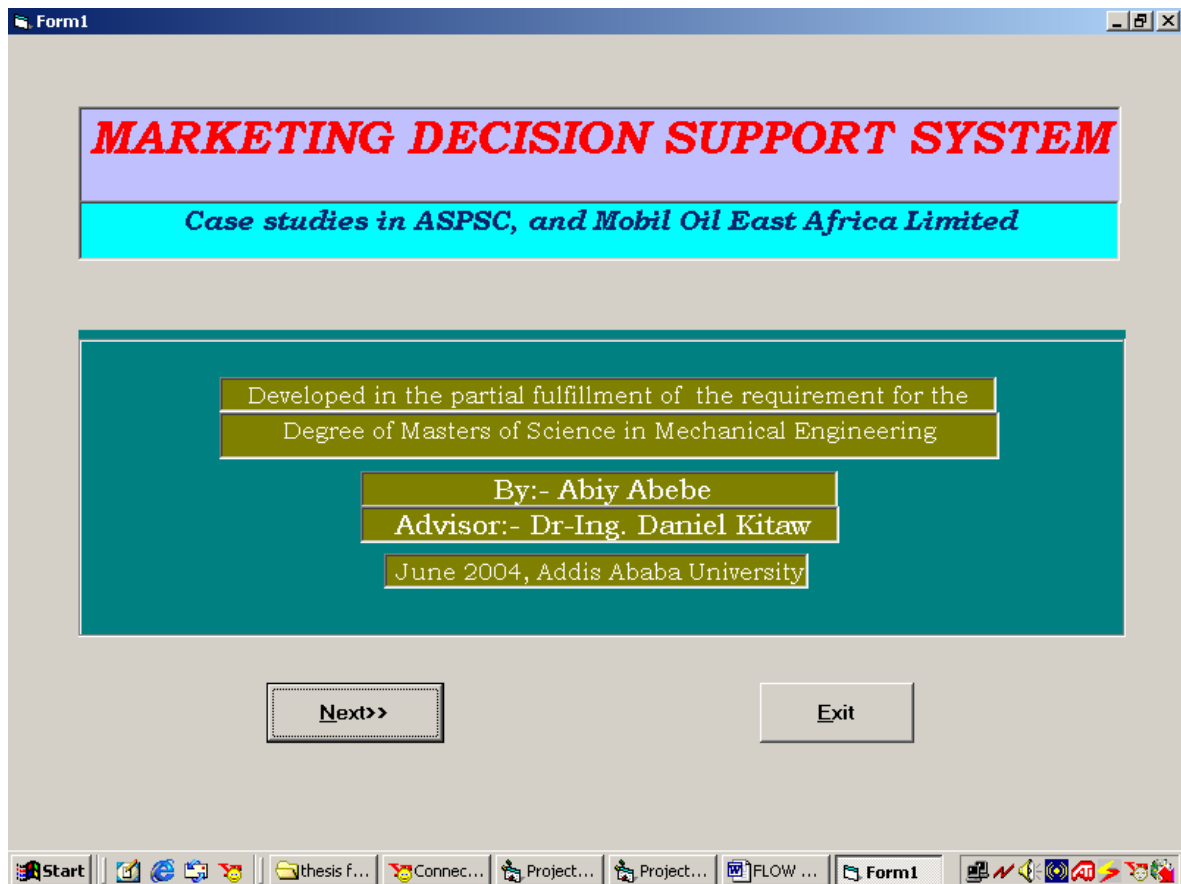 Form1
MARKETING DECISION SUPPORT SYSTEM
Case studies in ASPSC, and Mobil Oil East Africa Limited
Developed in the partial fulfillment of the requirement for the
Degree of Masters of Science in Mechanical Engineering
By:- Abiy Abebe
Advisor:- Dr-Ing. Daniel Kitaw
June 2004, Addis Ababa University
Next>> Exit
Start thesis f... Connec... Project... Project... FLOW ... Form1